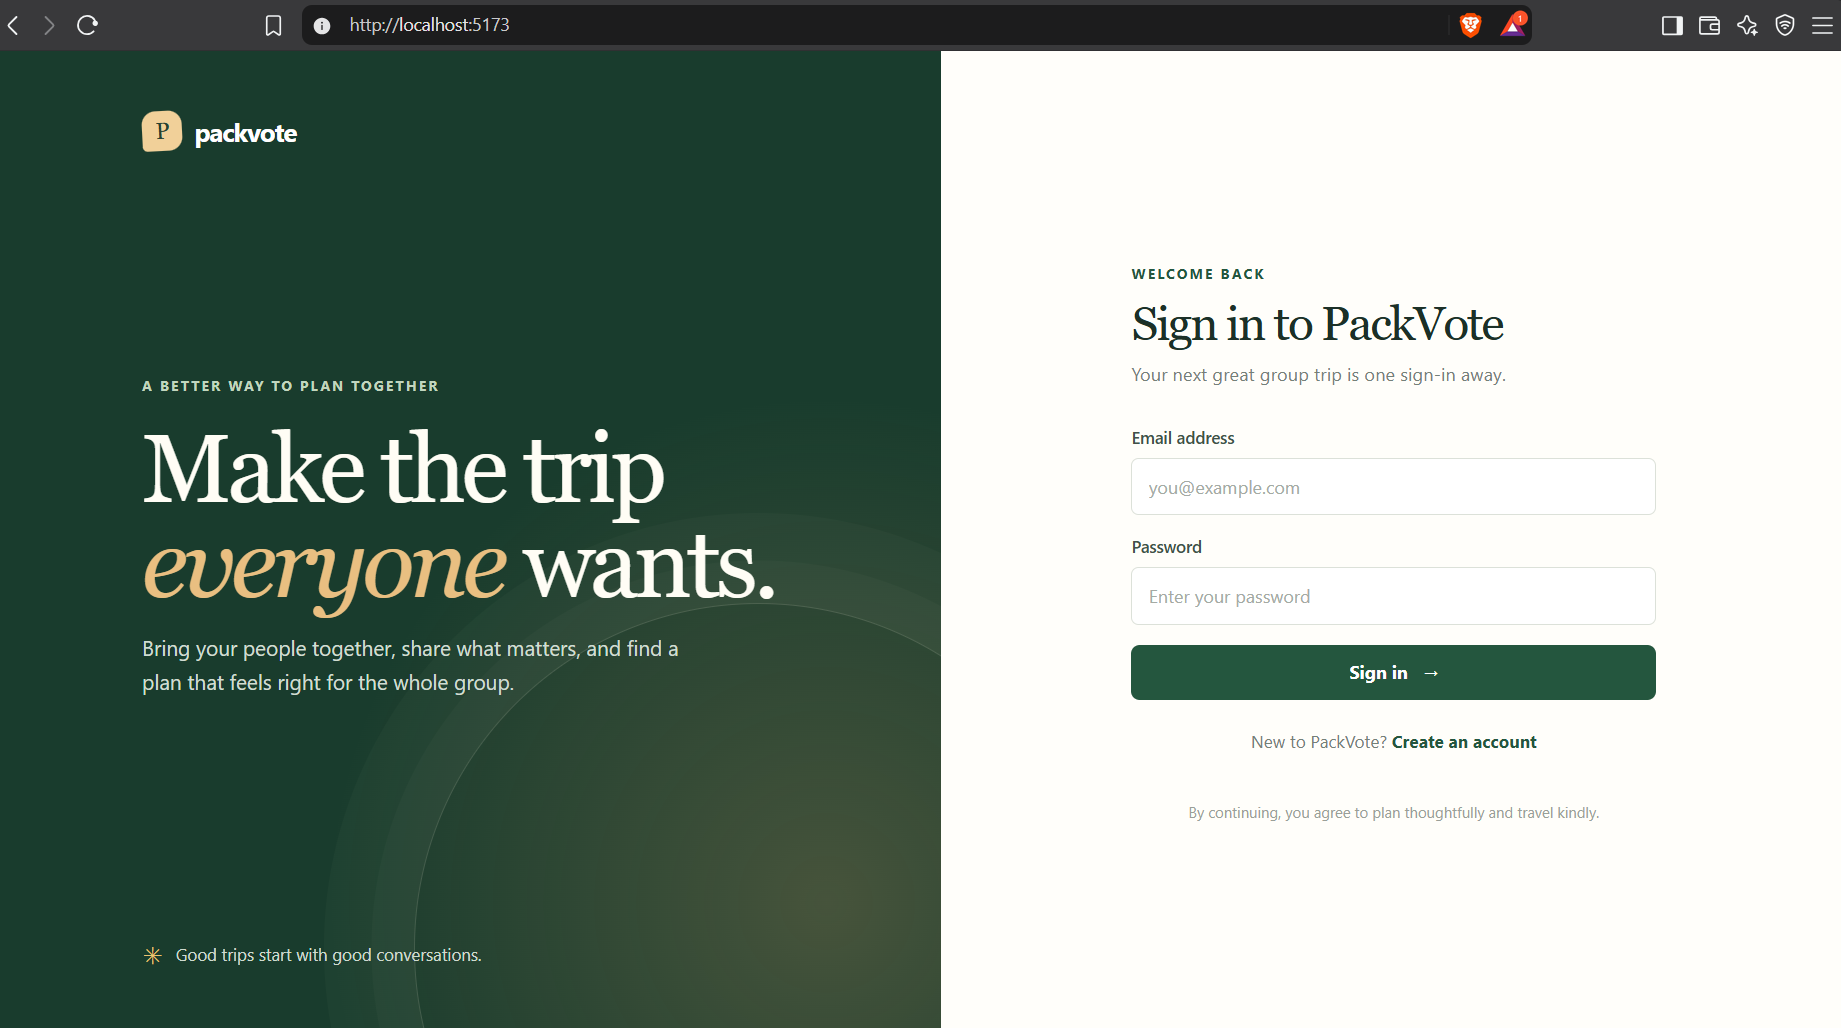 http://localhost:5173
1
P
packvote
A BETTER WAY TO PLAN TOGETHER
Make the trip
everyone wants.
Bring your people together, share what matters, and find a
plan that feels right for the whole group.
Good trips start with good conversations.
WELCOME BACK
Sign in to PackVote
Your next great group trip is one sign-in away.
Email address
you@example.com
Password
Enter your password
Sign in →
New to PackVote? Create an account
By continuing, you agree to plan thoughtfully and travel kindly.